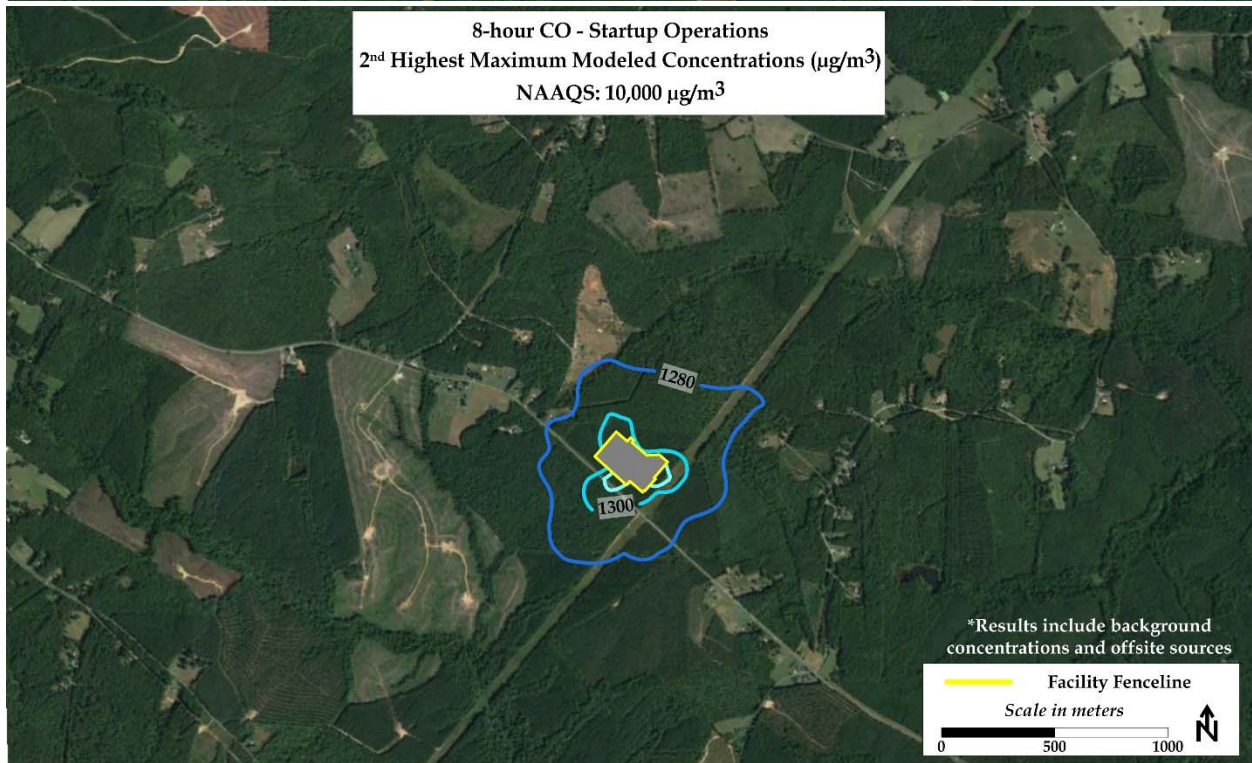 8-hour CO - Startup Operations
2nd Highest Maximum Modeled Concentrations (µg/m³)
NAAQS: 10,000 µg/m³
1280
1300
*Results include background
concentrations and offsite sources
Facility Fenceline
Scale in meters
0 500 1000
N